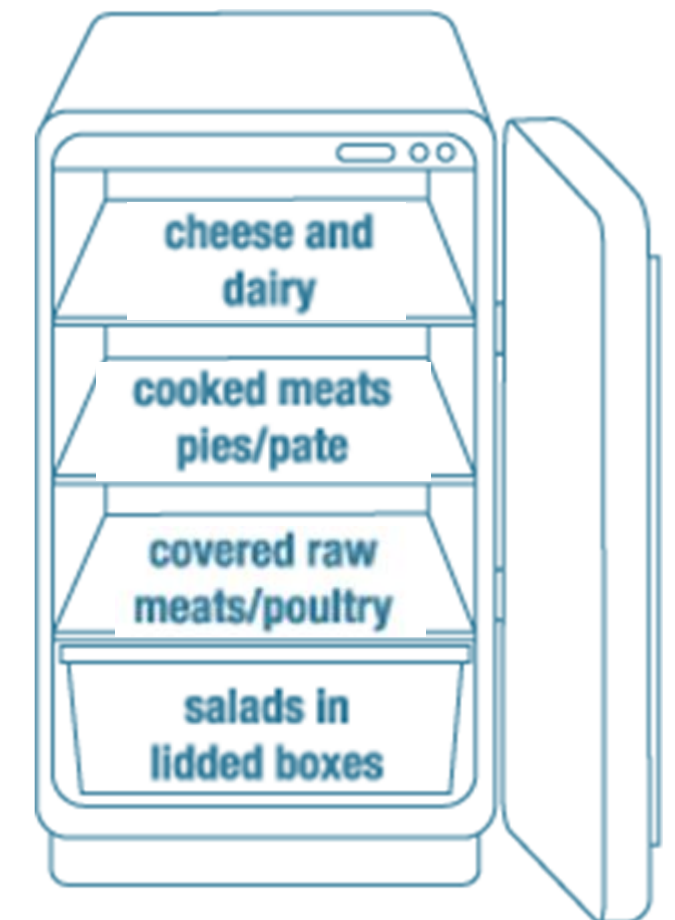 cheese and
dairy
cooked meats
pies/pate
covered raw
meats/poultry
salads in
lidded boxes